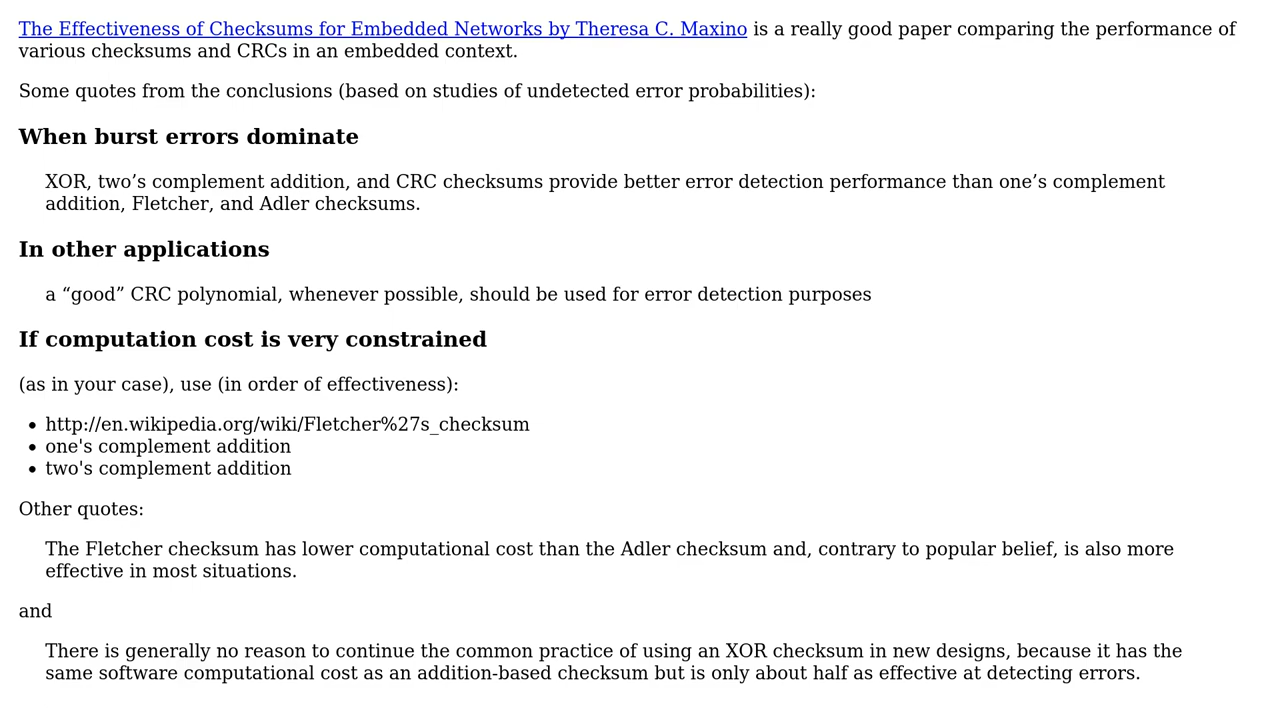 The Effectiveness of Checksums for Embedded Networks by Theresa C. Maxino is a really good paper comparing the performance of
various checksums and CRCs in an embedded context.
Some quotes from the conclusions (based on studies of undetected error probabilities):
When burst errors dominate
XOR, two’s complement addition, and CRC checksums provide better error detection performance than one’s complement
addition, Fletcher, and Adler checksums.
In other applications
a “good” CRC polynomial, whenever possible, should be used for error detection purposes
If computation cost is very constrained
(as in your case), use (in order of effectiveness):
• http://en.wikipedia.org/wiki/Fletcher%27s_checksum
• one's complement addition
• two's complement addition
Other quotes:
The Fletcher checksum has lower computational cost than the Adler checksum and, contrary to popular belief, is also more
effective in most situations.
and
There is generally no reason to continue the common practice of using an XOR checksum in new designs, because it has the
same software computational cost as an addition-based checksum but is only about half as effective at detecting errors.